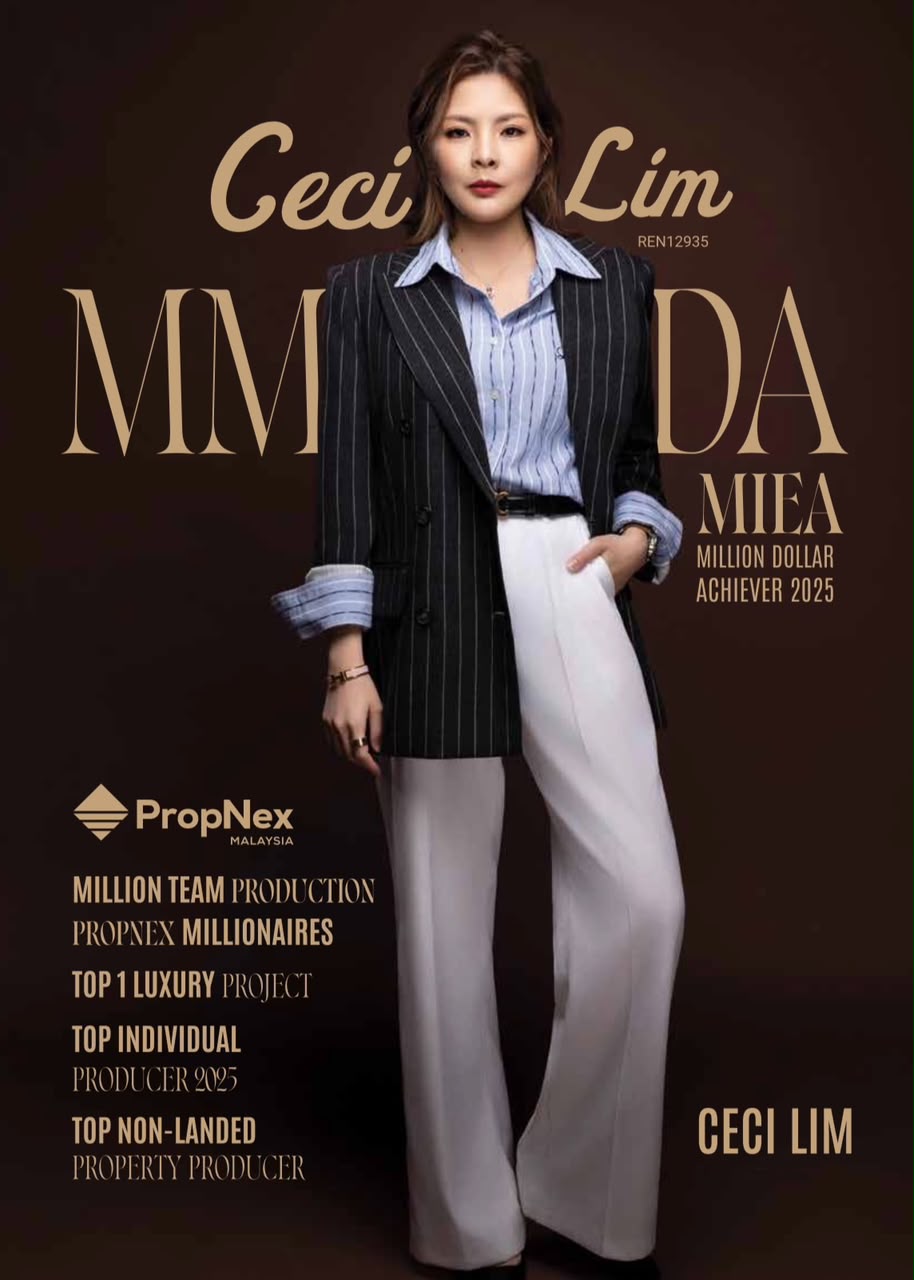 Ceci Lim
REN12935
MM DA
MIEA
MILLION DOLLAR
ACHIEVER 2025
PropNex
MALAYSIA
MILLION TEAM PRODUCTION
PROPNEX MILLIONAIRES
TOP 1 LUXURY PROJECT
TOP INDIVIDUAL
PRODUCER 2025
TOP NON-LANDED
PROPERTY PRODUCER
CECI LIM